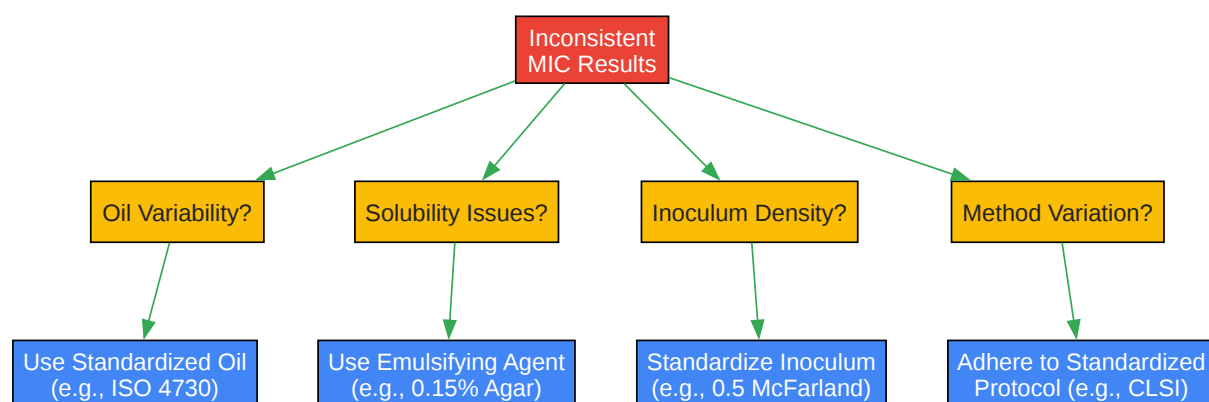 Inconsistent
MIC Results
Oil Variability?
Solubility Issues?
Inoculum Density?
Method Variation?
Use Standardized Oil
(e.g., ISO 4730)
Use Emulsifying Agent
(e.g., 0.15% Agar)
Standardize Inoculum
(e.g., 0.5 McFarland)
Adhere to Standardized
Protocol (e.g., CLSI)